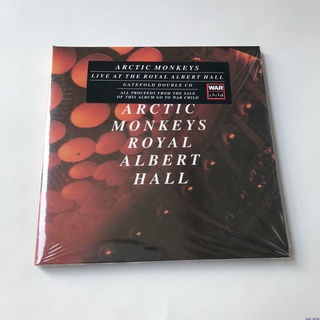 ARCTIC MONKEYS
LIVE AT THE ROYAL ALBERT HALL
GATEFOLD DOUBLE CD
ALL PROCEEDS FROM THE SALE
OF THIS ALBUM GO TO WAR CHILD
WAR
child
ARCTIC
MONKEYS
ROYAL
ALBERT
HALL